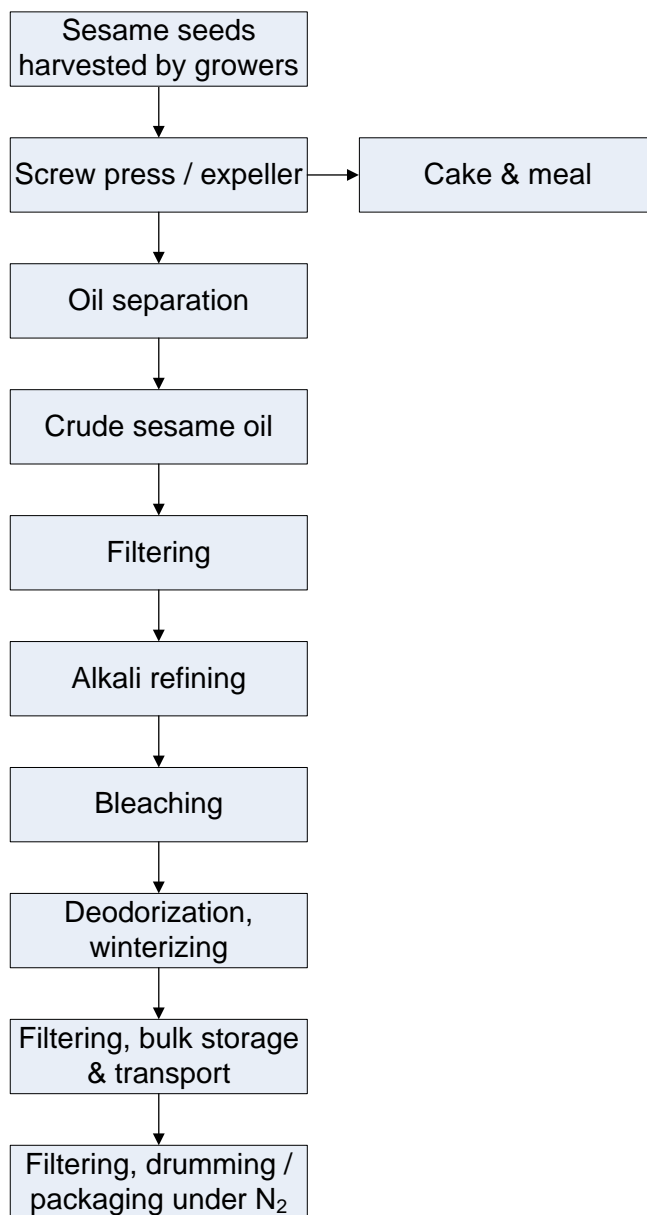 Sesame seeds
harvested by growers
Screw press / expeller
Cake & meal
Oil separation
Crude sesame oil
Filtering
Alkali refining
Bleaching
Deodorization,
winterizing
Filtering, bulk storage
& transport
Filtering, drumming /
packaging under N₂